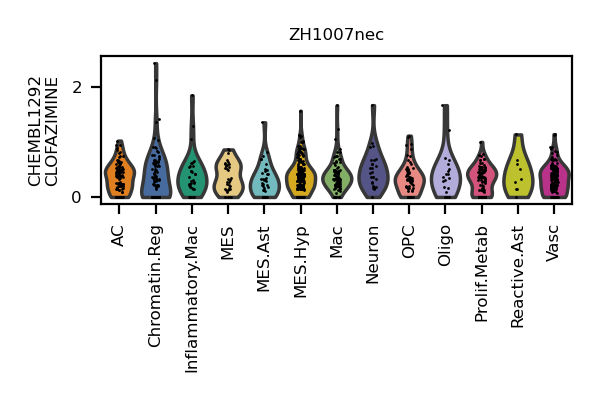 ZH1007nec
CHEMBL1292
CLOFAZIMINE
2
0
AC
Chromatin.Reg
Inflammatory.Mac
MES
MES.Ast
MES.Hyp
Mac
Neuron
OPC
Oligo
Prolif.Metab
Reactive.Ast
Vasc